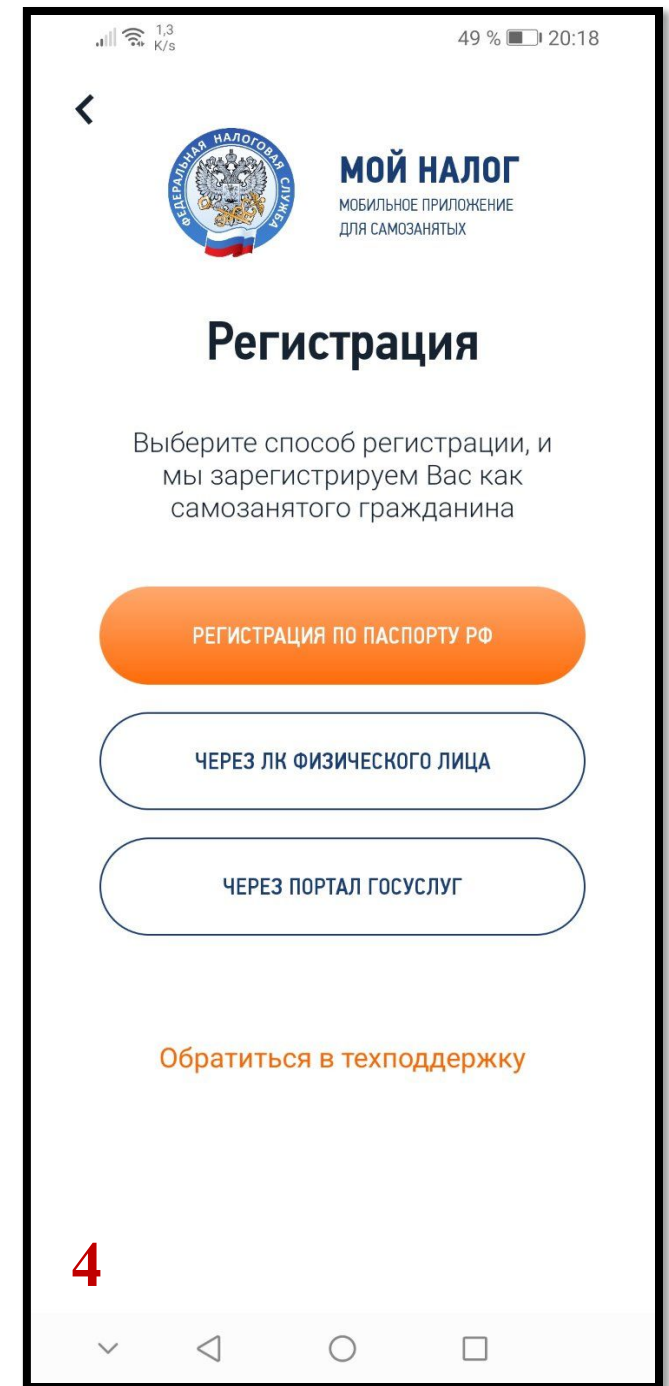 1,3
K/s
49 % 20:18
ФЕДЕРАЛЬНАЯ НАЛОГОВАЯ СЛУЖБА
МОЙ НАЛОГ
МОБИЛЬНОЕ ПРИЛОЖЕНИЕ
ДЛЯ САМОЗАНЯТЫХ
Регистрация
Выберите способ регистрации, и
мы зарегистрируем Вас как
самозанятого гражданина
РЕГИСТРАЦИЯ ПО ПАСПОРТУ РФ
ЧЕРЕЗ ЛК ФИЗИЧЕСКОГО ЛИЦА
ЧЕРЕЗ ПОРТАЛ ГОСУСЛУГ
Обратиться в техподдержку
4